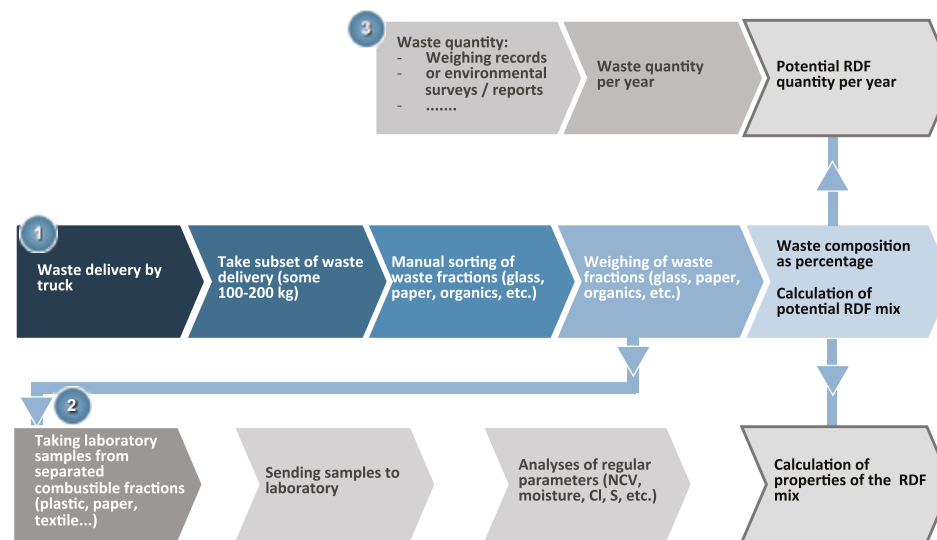 3
Waste quantity:
- Weighing records
- or environmental
surveys / reports
- .......
Waste quantity
per year
Potential RDF
quantity per year
1
Waste delivery by
truck
Take subset of waste
delivery (some
100-200 kg)
Manual sorting of
waste fractions (glass,
paper, organics, etc.)
Weighing of waste
fractions (glass, paper,
organics, etc.)
Waste composition
as percentage
Calculation of
potential RDF mix
2
Taking laboratory
samples from
separated
combustible fractions
(plastic, paper,
textile...)
Sending samples to
laboratory
Analyses of regular
parameters (NCV,
moisture, Cl, S, etc.)
Calculation of
properties of the RDF
mix